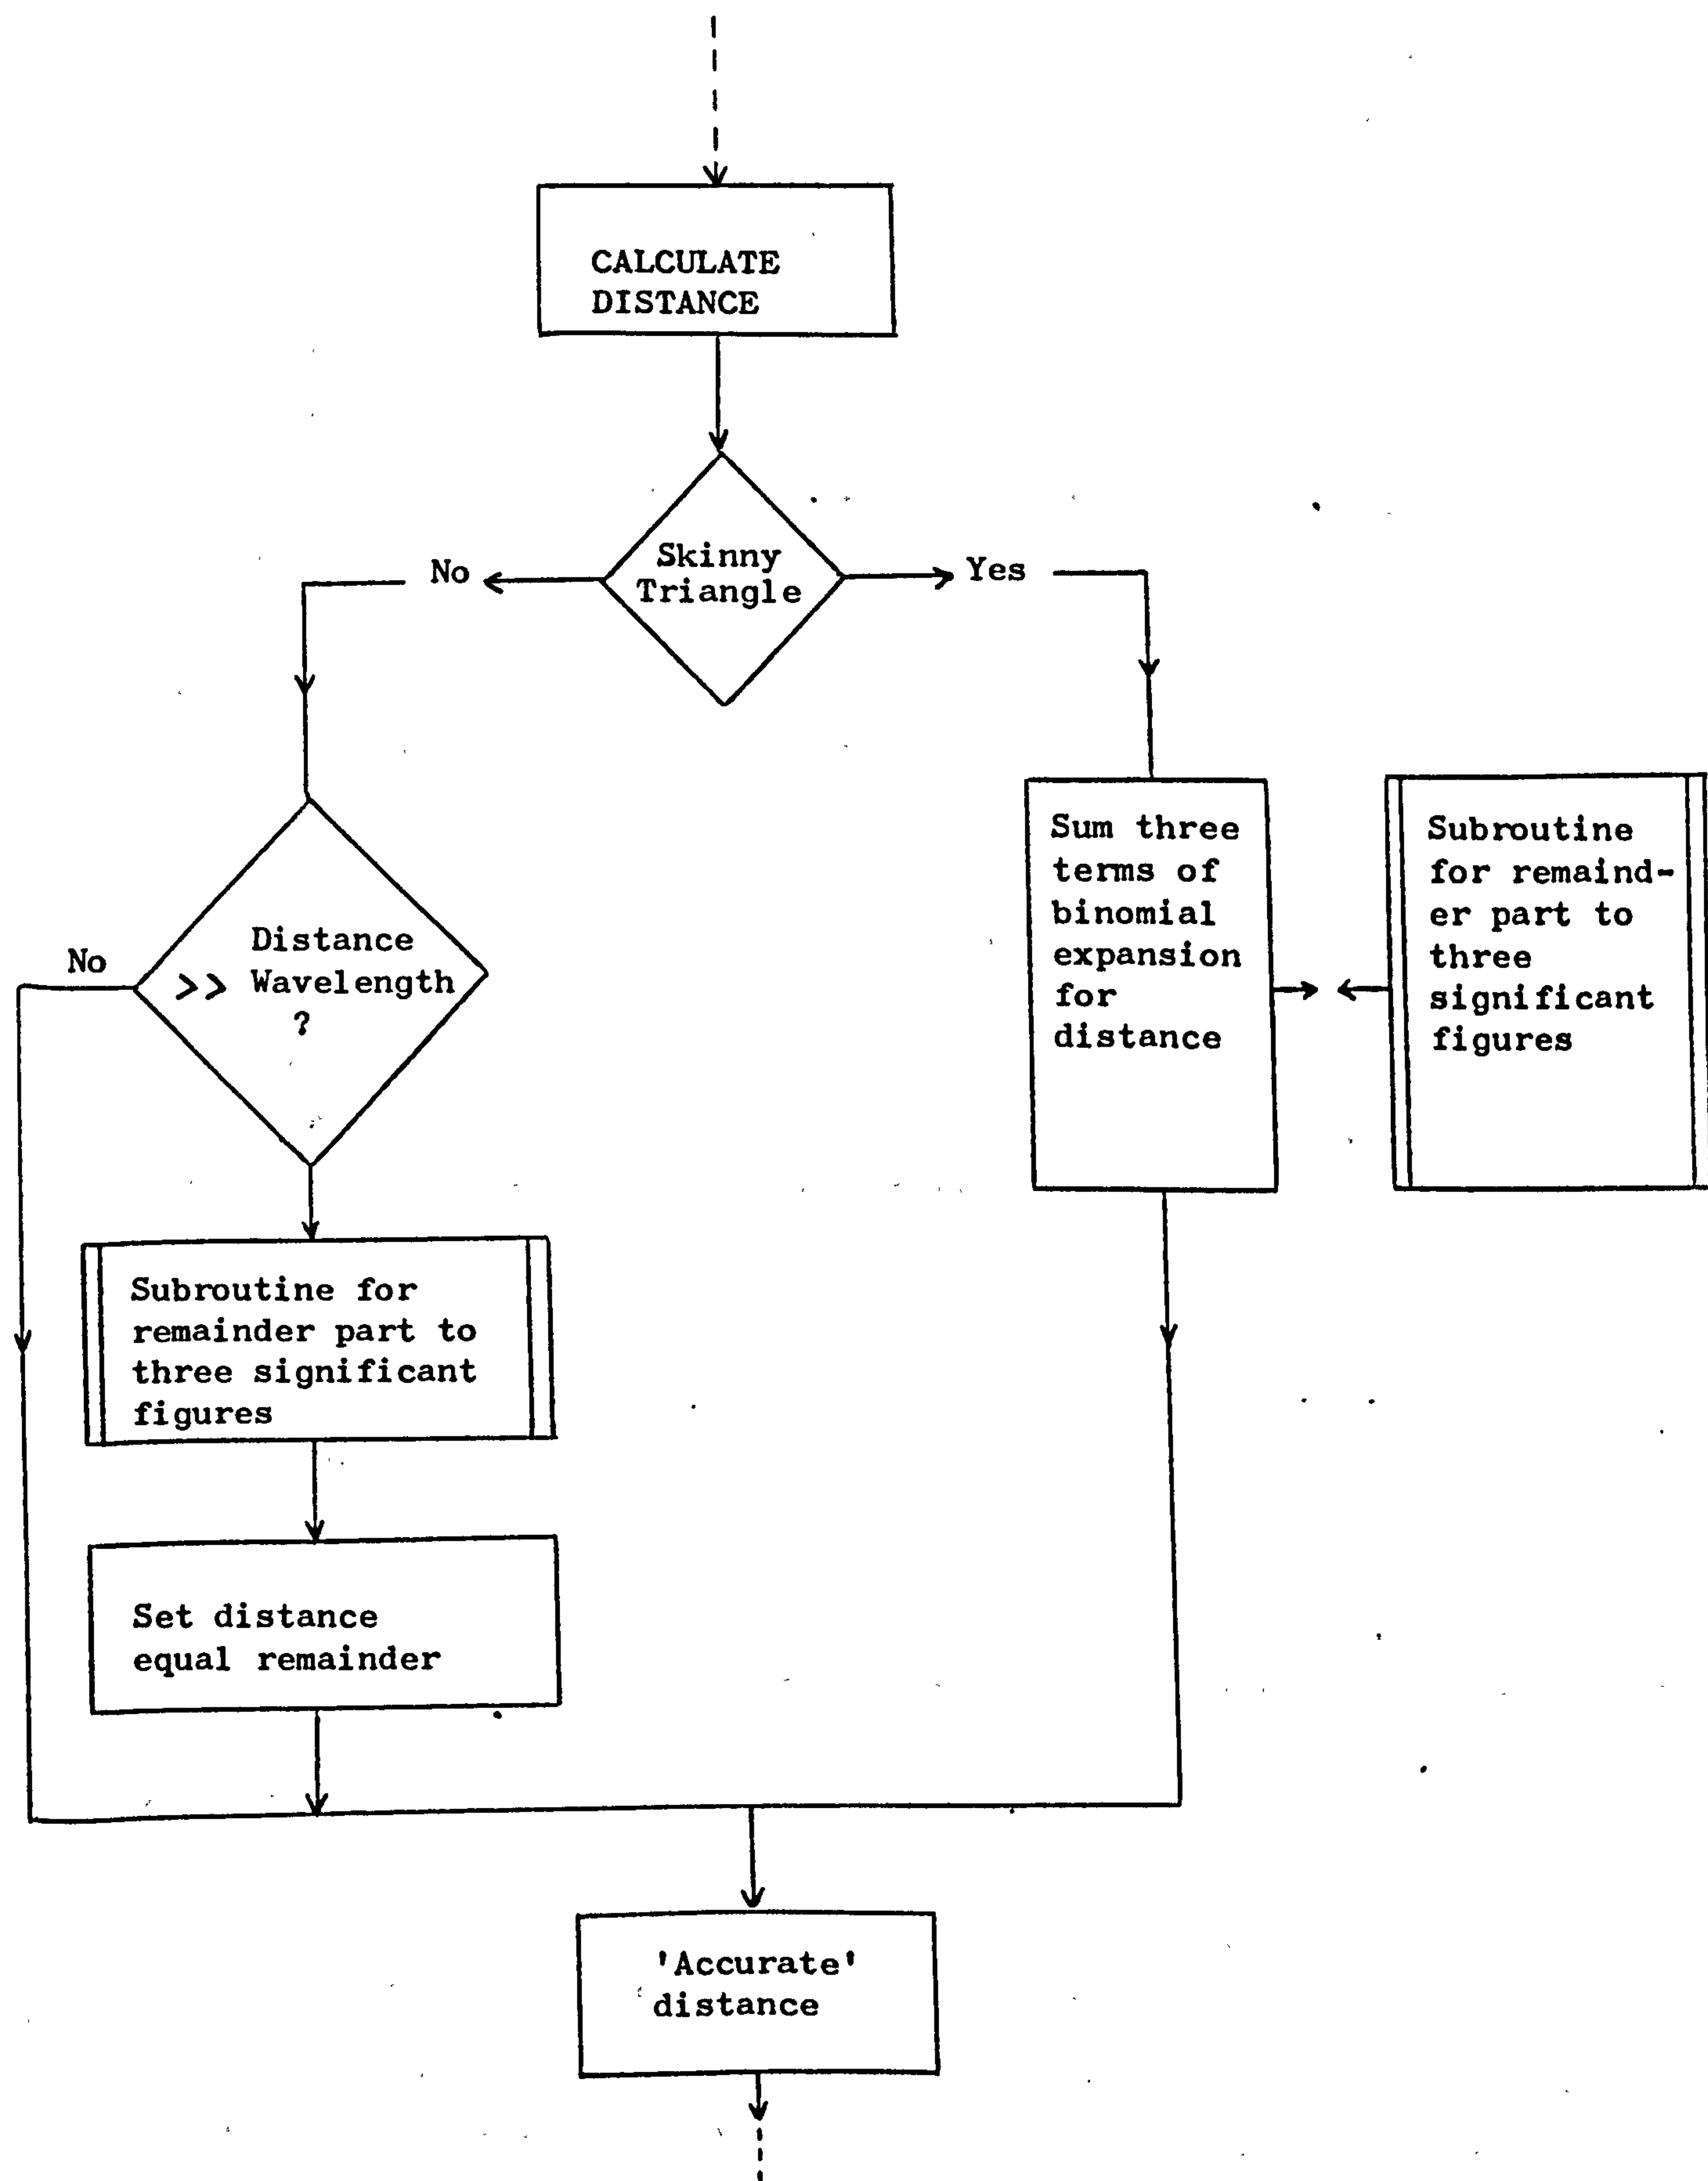 CALCULATE
DISTANCE
Skinny
Triangle
No
Yes
Distance
>> Wavelength
?
No
Sum three
terms of
binomial
expansion
for
distance
Subroutine
for remaind-
er part to
three
significant
figures
Subroutine for
remainder part to
three significant
figures
Set distance
equal remainder
'Accurate'
distance